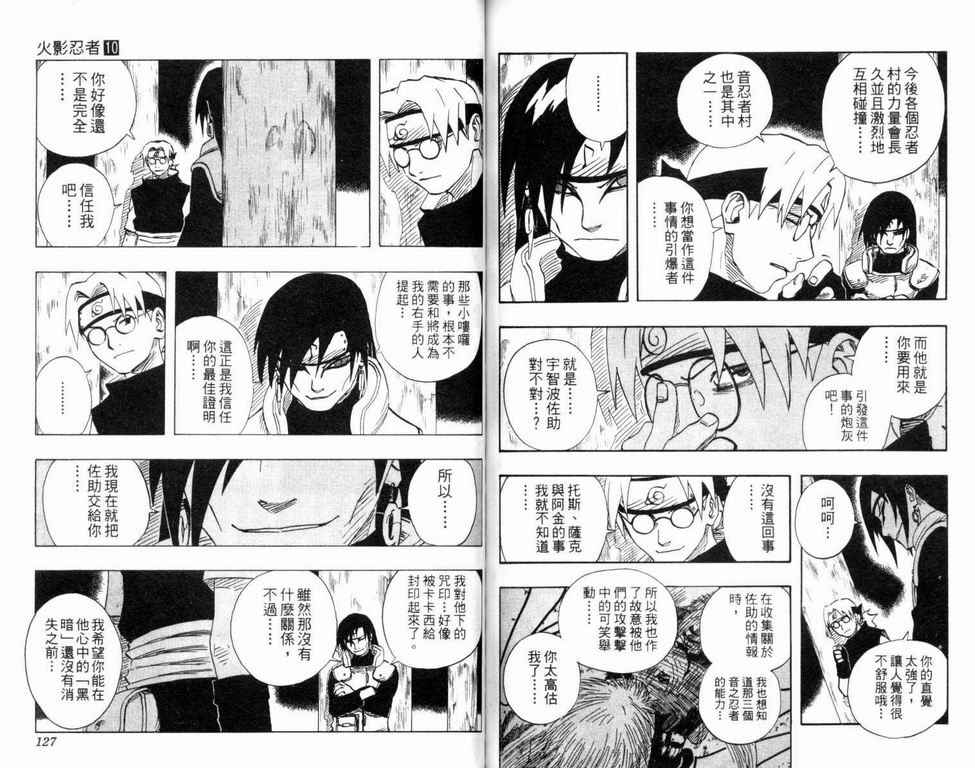 今後各個忍者
村的力量會長
久並且激烈地
互相碰撞……
音忍者村
也是其中
之一……
你想當作這件
事情的引爆者
……
……
而他就是
你要用來
引發這件
事的炮灰
吧!
就是……
宇智波佐助
對不對…?
呵呵…
你的直覺
太強了…
讓人覺得很
不舒服哦…
沒有這回事
……
托斯、薩克
與阿金的事
我就不知道
……
在收集關於
佐助的情報
時,
我也想知
道那三個
音之忍者
的能力…
所以我也作
了故意被他
們的攻擊擊
中的可笑舉
動……
你太高估
我了……
火影忍者10
你好像還
不是完全
……
信任我
吧……
那些小嘍囉
的事,根本不
需要和將成為
我的右手的人
提起…
這正是我信任
你的最佳證明
啊……
……
所以……
我現在就把
佐助交給你
……
我對他下的
咒印…好像
被卡卡西給
封印起來了。
雖然那沒有
什麼關係,
不過……
我希望你能在
他心中的「黑
暗」還沒有消
失之前…
127